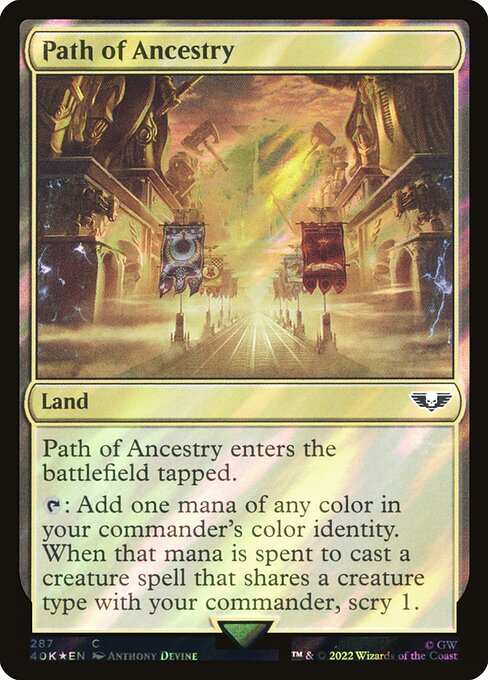 Path of Ancestry
Land
Path of Ancestry enters the
battlefield tapped.
: Add one mana of any color in
your commander's color identity.
When that mana is spent to cast a
creature spell that shares a creature
type with your commander, scry 1.
287 C
40K★EN Anthony Devine
© GW
™ & © 2022 Wizards of the Coast